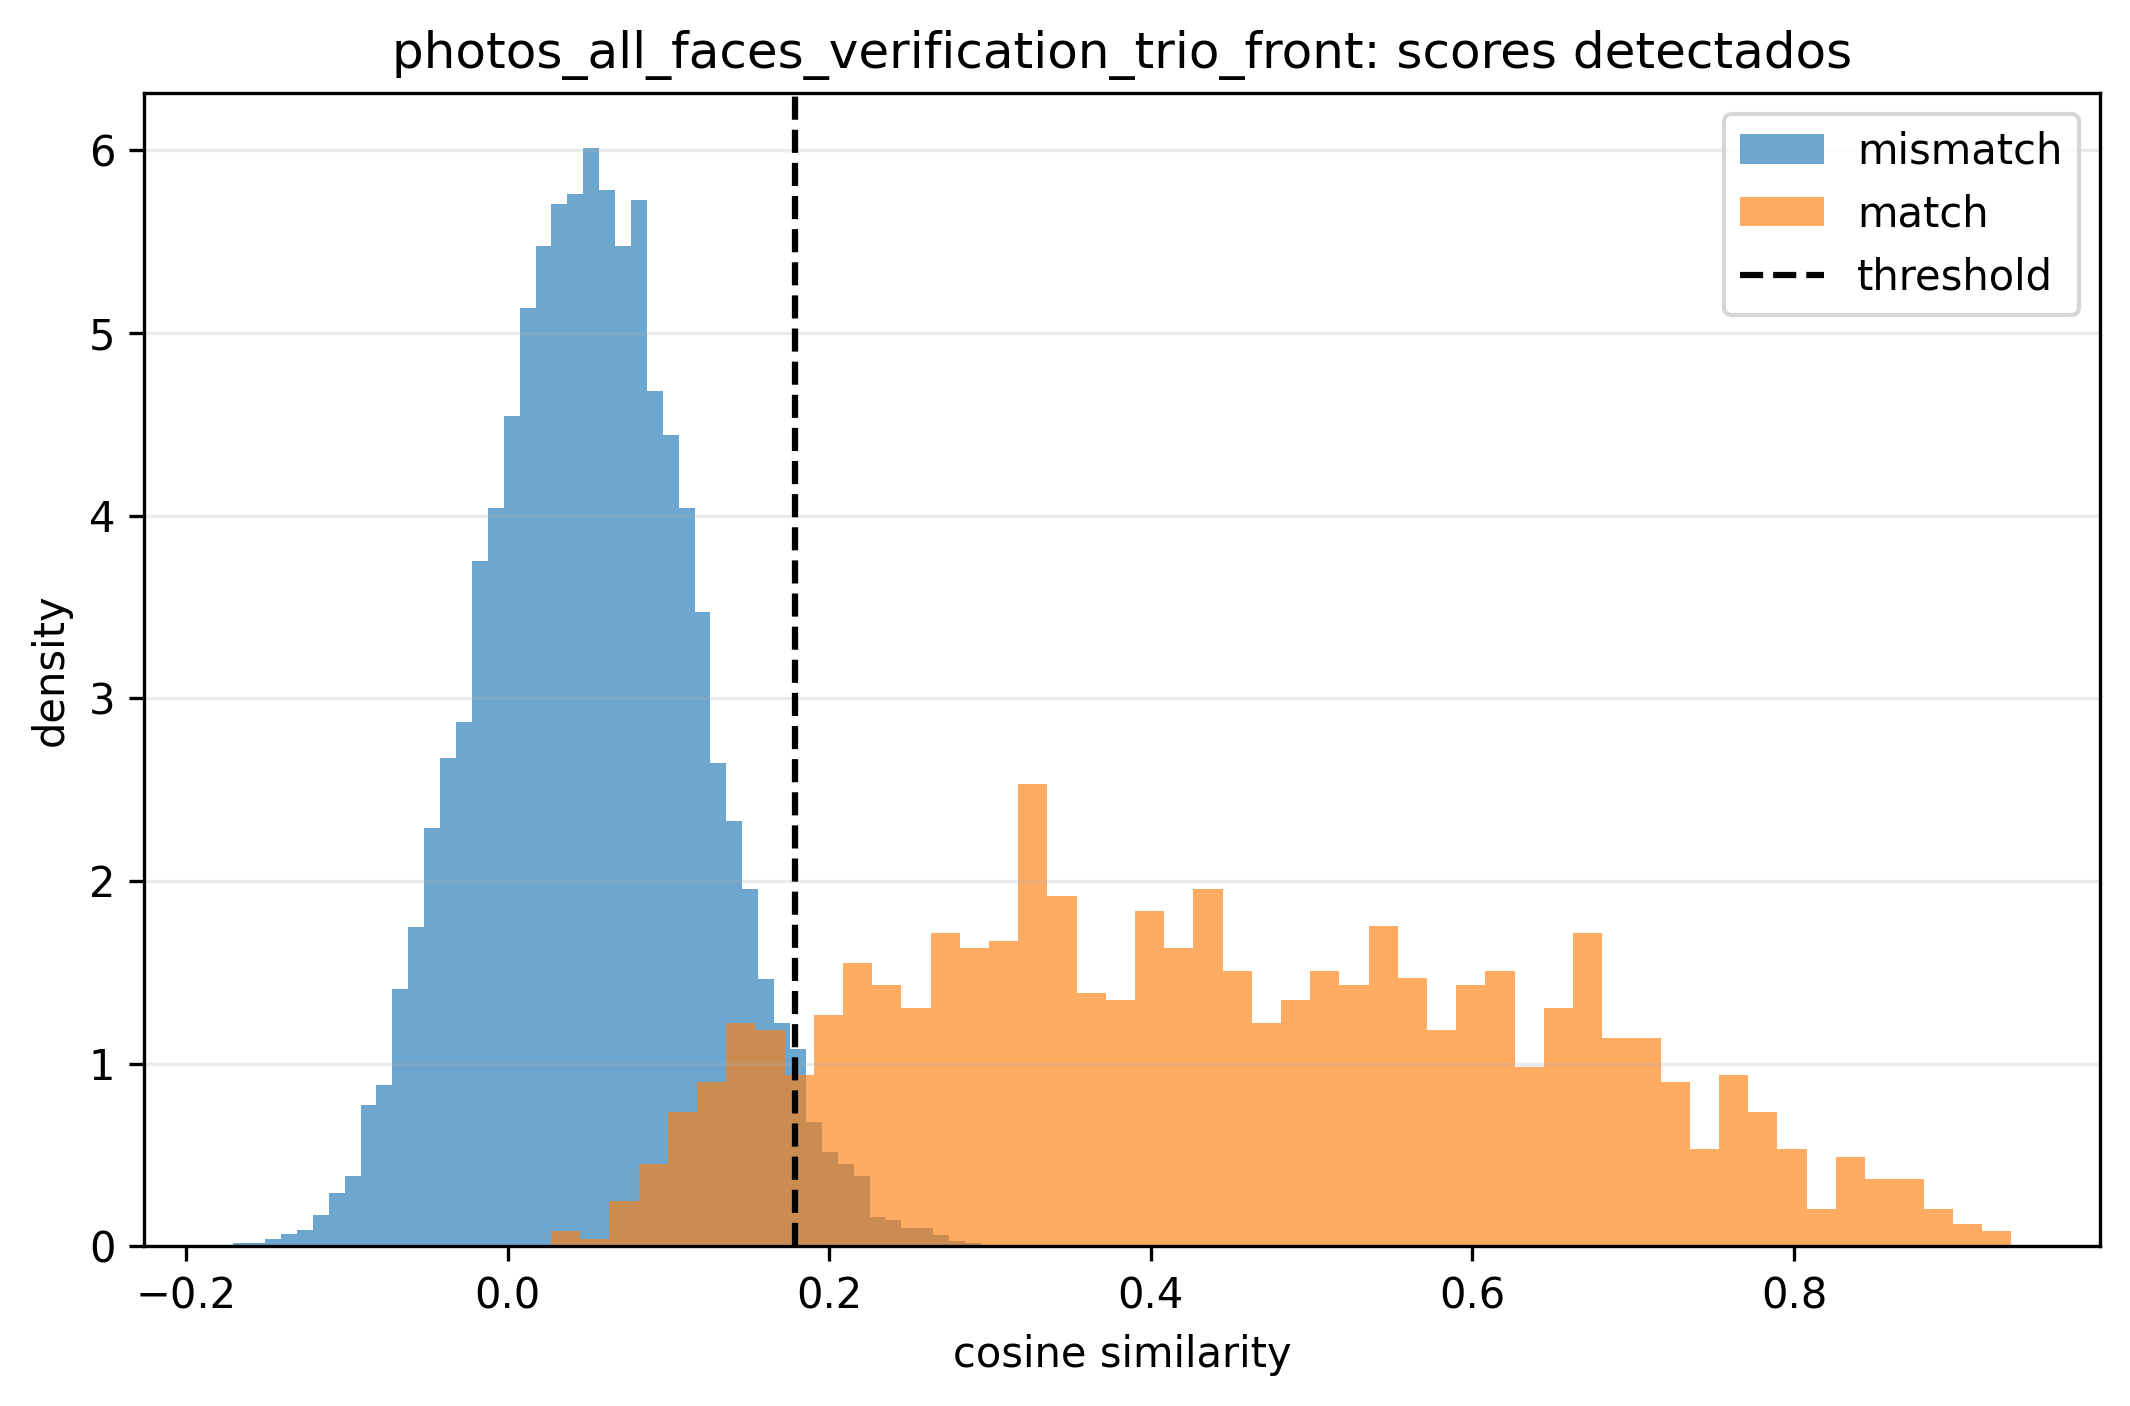 photos_all_faces_verification_trio_front: scores detectados
mismatch
match
threshold
6
5
4
3
2
1
0
density
−0.2
0.0
0.2
0.4
0.6
0.8
cosine similarity